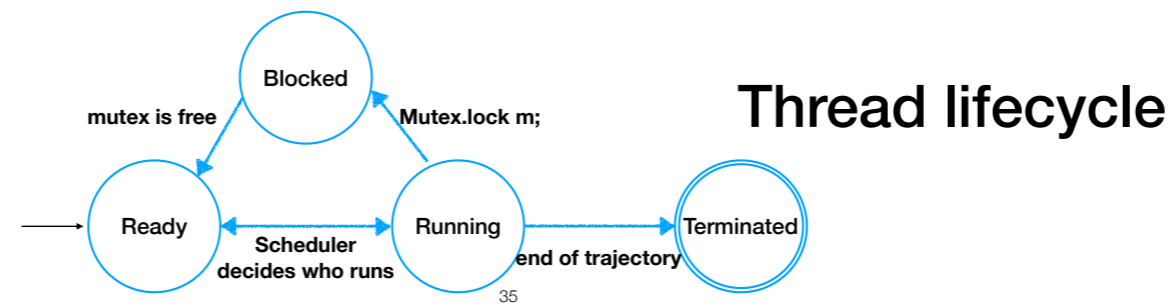 Thread lifecycle
Blocked
mutex is free
Mutex.lock m;
Ready
Running
Terminated
Scheduler
decides who runs
end of trajectory
35